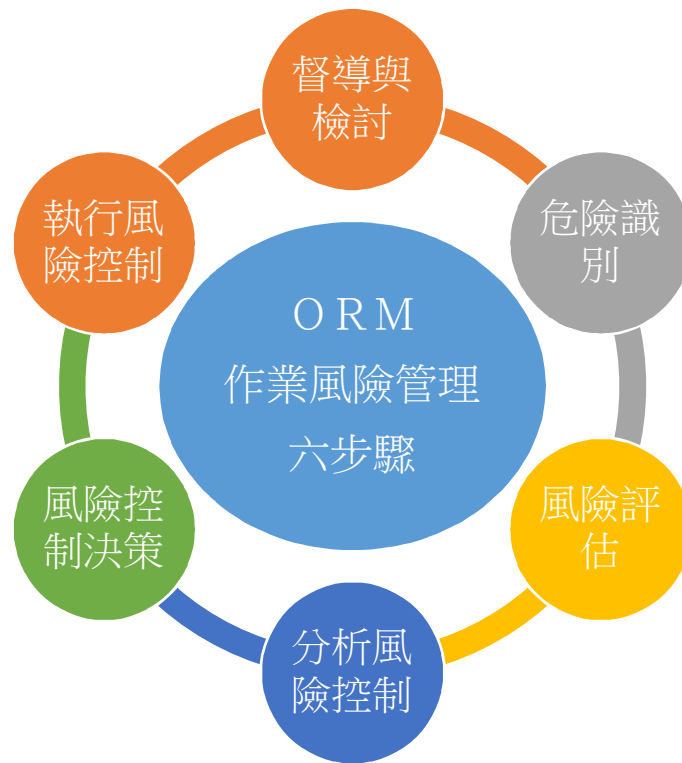 督導與
檢討
危險識
別
風險評
估
分析風
險控制
風險控
制決策
執行風
險控制
ORM
作業風險管理
六步驟